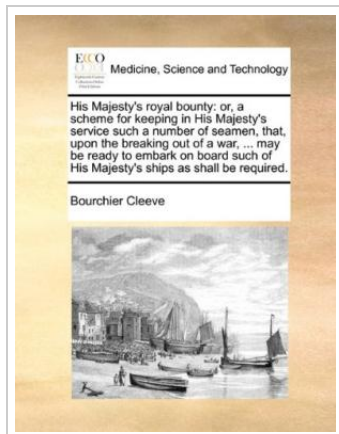 ECCO
Medicine, Science and Technology
His Majesty's royal bounty: or, a
scheme for keeping in His Majesty's
service such a number of seamen, that,
upon the breaking out of a war, ... may
be ready to embark on board such of
His Majesty's ships as shall be required.
Bourchier Cleeve